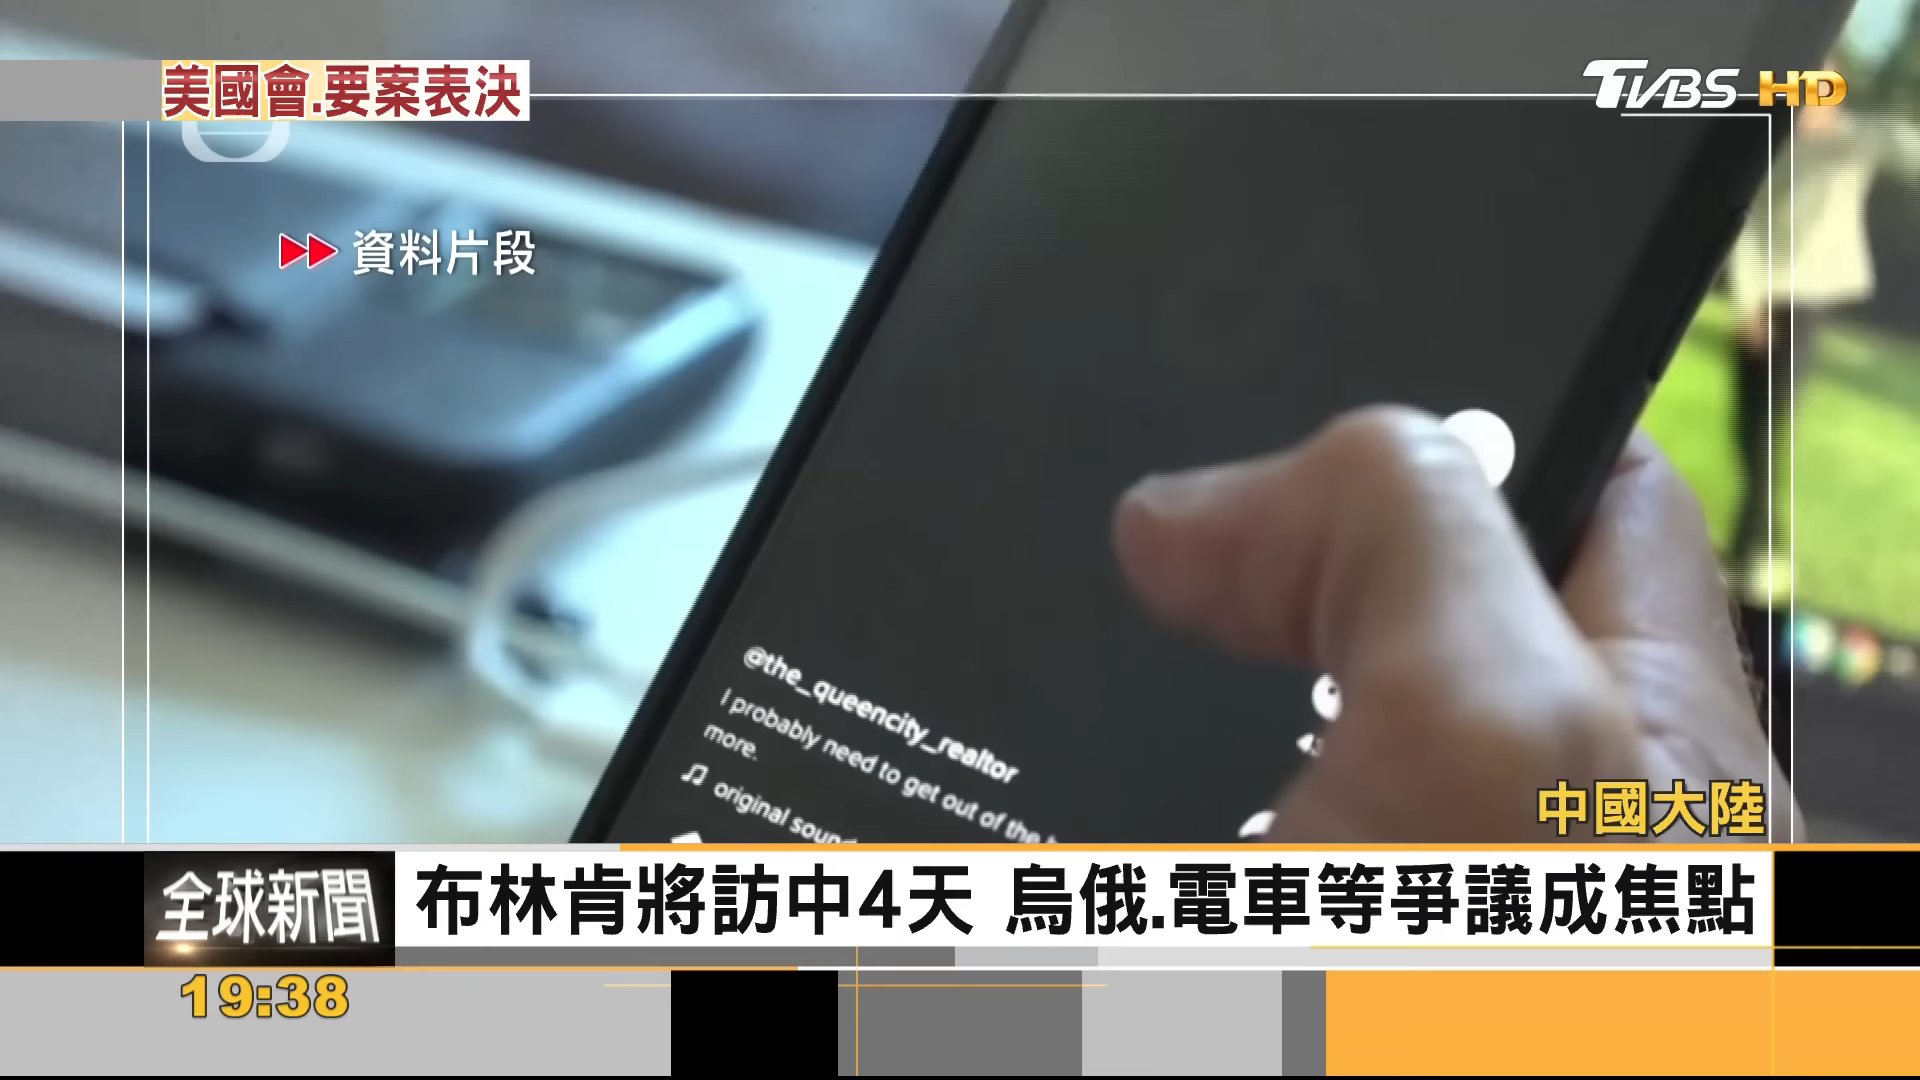 美國會.要案表決
TVBS HD
資料片段
@the_queencity_realtor
I probably need to get out of the
more.
original sound
中國大陸
全球新聞
布林肯將訪中4天 烏俄.電車等爭議成焦點
19:38